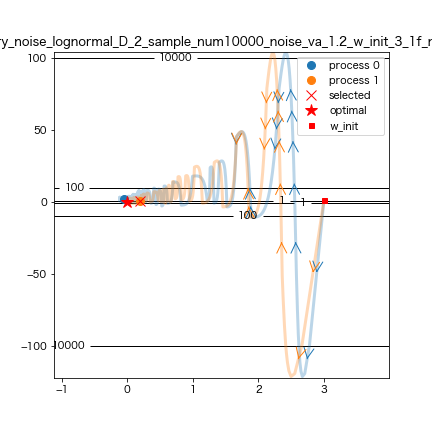 ry_noise_lognormal_D_2_sample_num10000_noise_va_1.2_w_init_3_1f_r
100
50
0
−50
−100
−1
0
1
2
3
10000
100
1
1
100
10000
process 0
process 1
selected
optimal
w_init